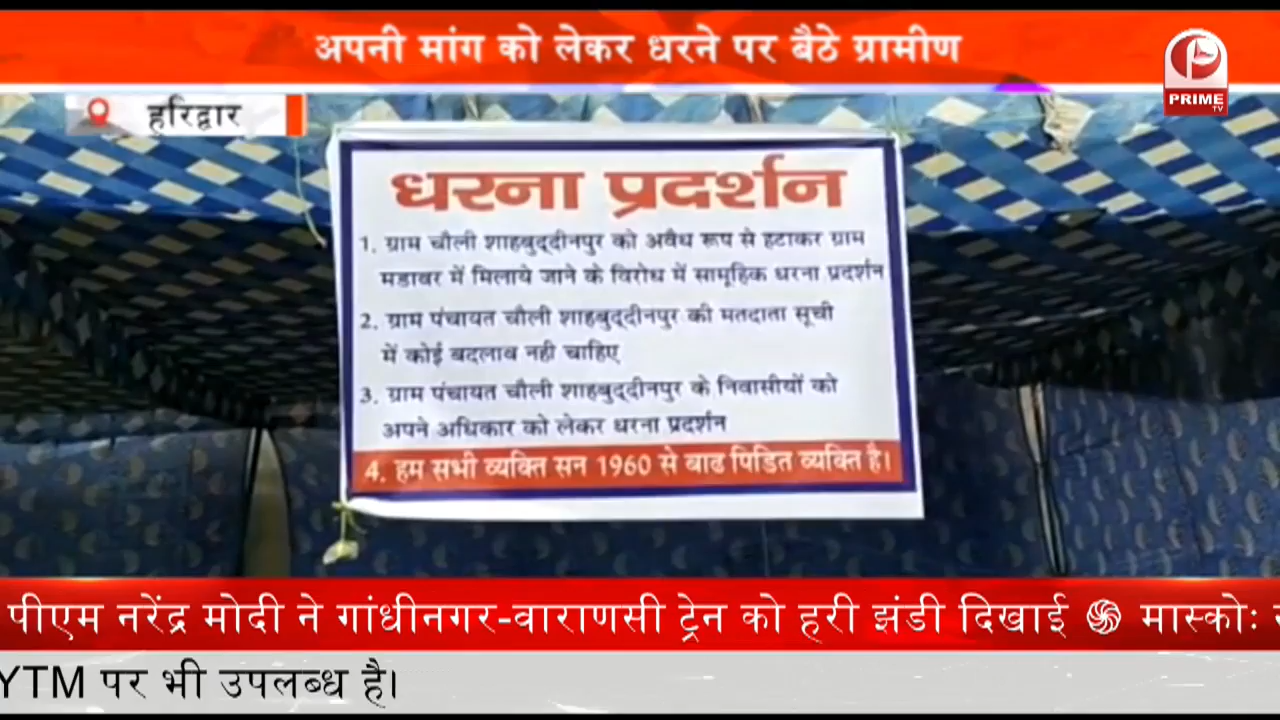 अपनी मांग को लेकर धरने पर बैठे ग्रामीण
PRIME
TV
हरिद्वार
धरना प्रदर्शन
1. ग्राम चौली शाहबुद्दीनपुर को अवैध रूप से हटाकर ग्राम
मडावर में मिलाये जाने के विरोध में सामूहिक धरना प्रदर्शन
2. ग्राम पंचायत चौली शाहबुद्दीनपुर की मतदाता सूची
में कोई बदलाव नही चाहिए
3. ग्राम पंचायत चौली शाहबुद्दीनपुर के निवासीयों को
अपने अधिकार को लेकर धरना प्रदर्शन
4. हम सभी व्यक्ति सन 1960 से बाढ पिडित व्यक्ति है।
पीएम नरेंद्र मोदी ने गांधीनगर-वाराणसी ट्रेन को हरी झंडी दिखाई मास्को:
YTM पर भी उपलब्ध है।